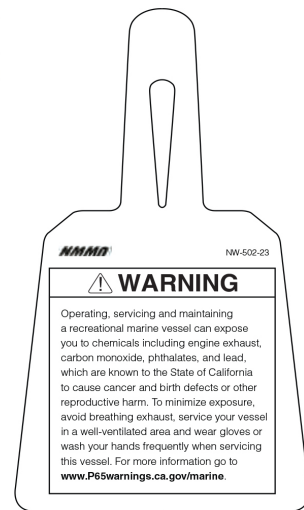 NMMA
NW-502-23
WARNING
Operating, servicing and maintaining
a recreational marine vessel can expose
you to chemicals including engine exhaust,
carbon monoxide, phthalates, and lead,
which are known to the State of California
to cause cancer and birth defects or other
reproductive harm. To minimize exposure,
avoid breathing exhaust, service your vessel
in a well-ventilated area and wear gloves or
wash your hands frequently when servicing
this vessel. For more information go to
www.P65warnings.ca.gov/marine.